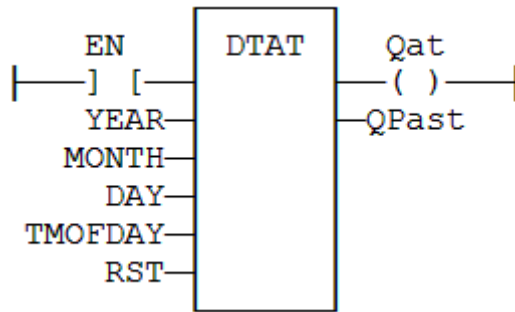 EN DTAT Qat
] [ ( )
YEAR QPast
MONTH
DAY
TMOFDAY
RST